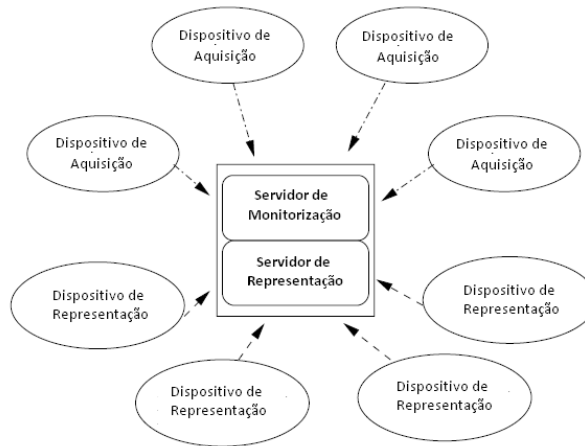 Dispositivo de
Aquisição
Dispositivo de
Aquisição
Dispositivo de
Aquisição
Dispositivo de
Aquisição
Servidor de
Monitorização
Servidor de
Representação
Dispositivo de
Representação
Dispositivo de
Representação
Dispositivo de
Representação
Dispositivo de
Representação